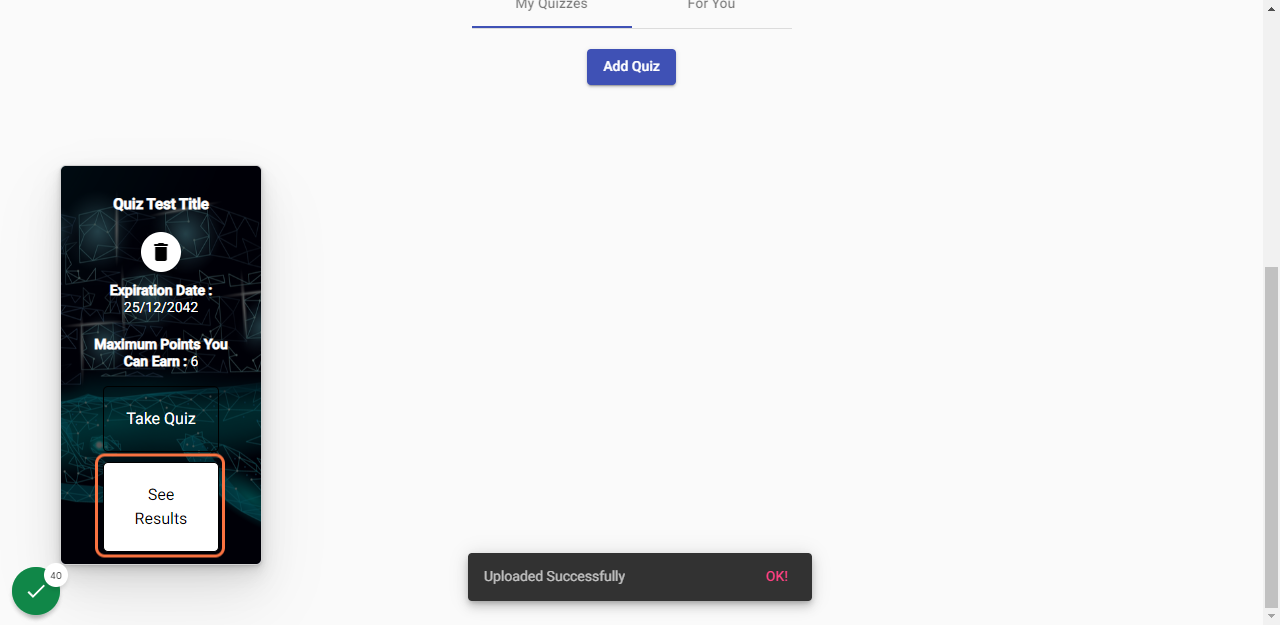 My Quizzes
For You
Add Quiz
Quiz Test Title
Expiration Date :
25/12/2042
Maximum Points You
Can Earn : 6
Take Quiz
See
Results
Uploaded Successfully
OK!
40